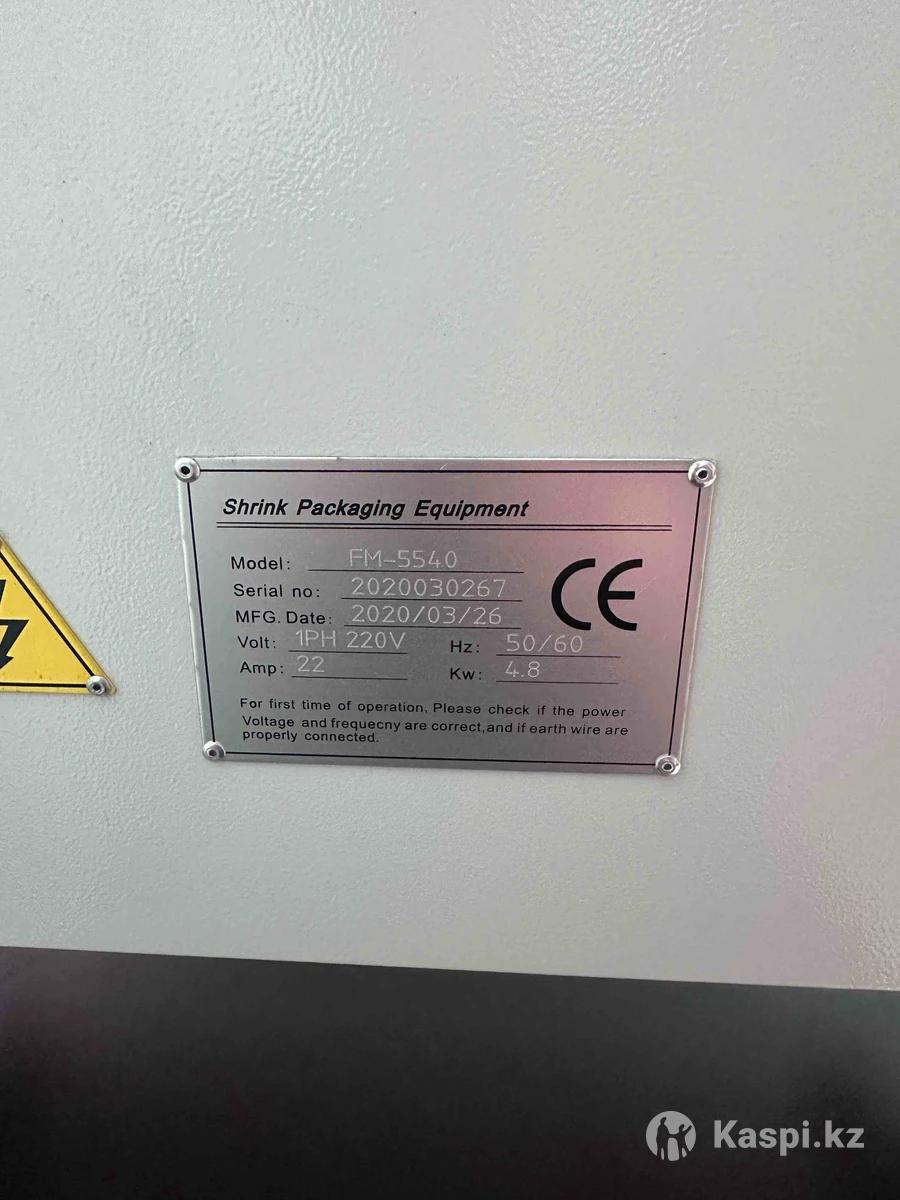 Shrink Packaging Equipment
Model: FM-5540
Serial no: 2020030267
MFG. Date: 2020/03/26
Volt: 1PH 220V Hz: 50/60
Amp: 22 Kw: 4.8
CE
For first time of operation, Please check if the power
Voltage and frequecny are correct,and if earth wire are
properly connected.
Kaspi.kz